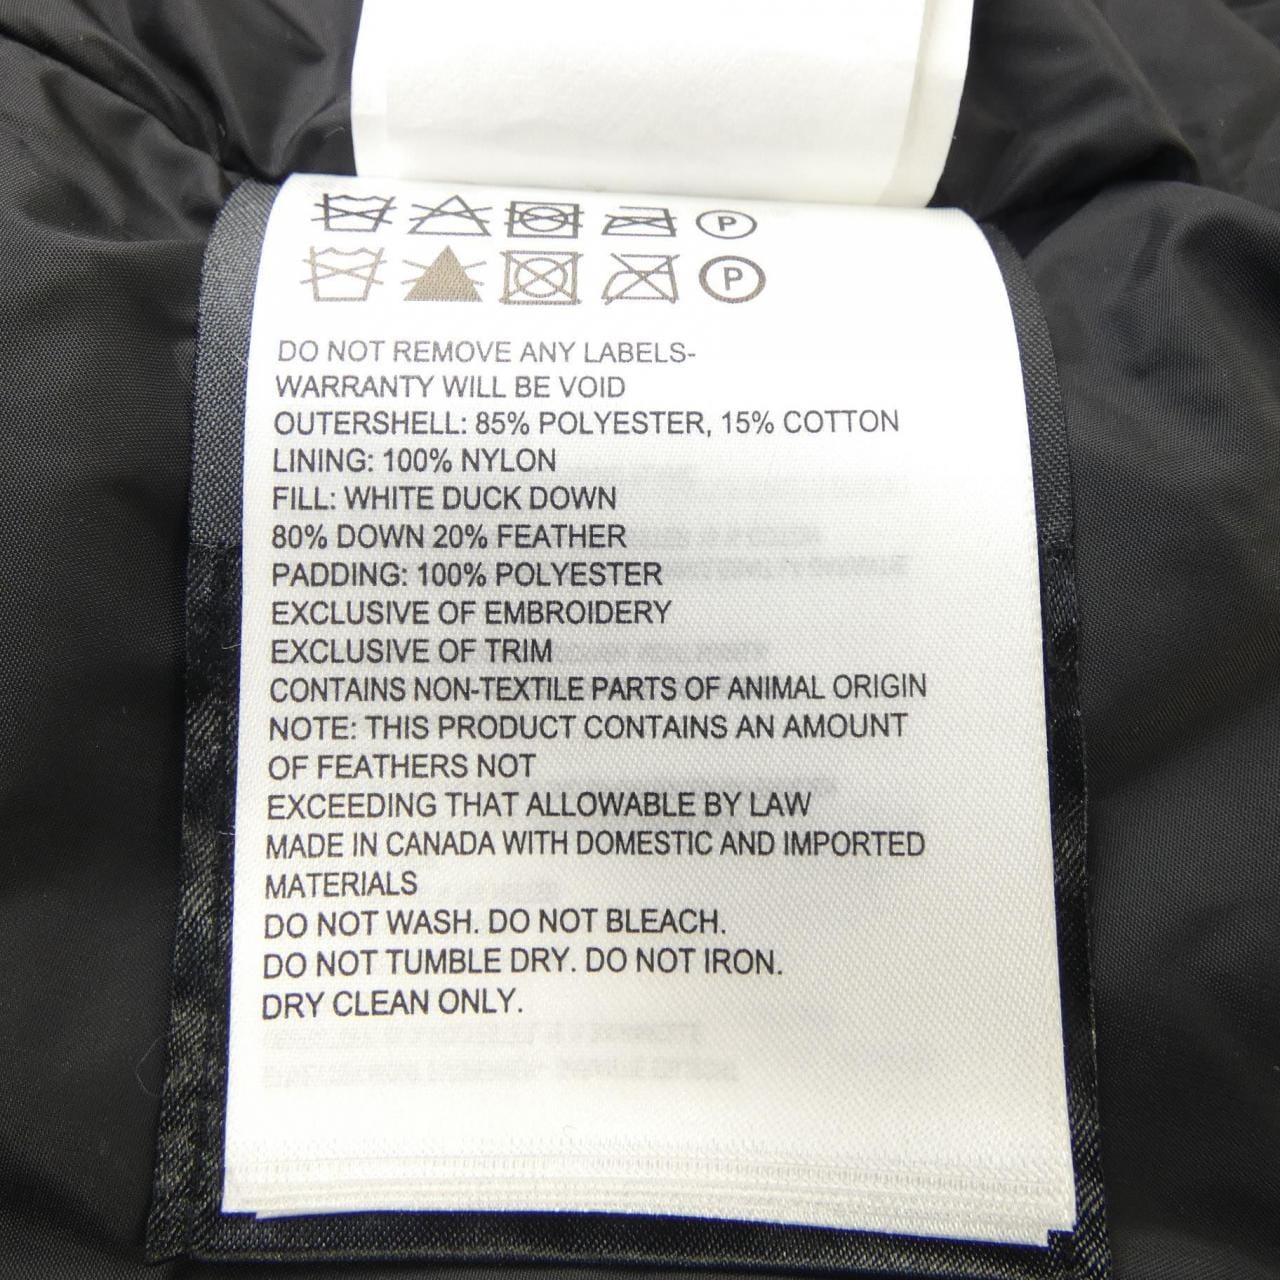 P
P
DO NOT REMOVE ANY LABELS-
WARRANTY WILL BE VOID
OUTERSHELL: 85% POLYESTER, 15% COTTON
LINING: 100% NYLON
FILL: WHITE DUCK DOWN
80% DOWN 20% FEATHER
PADDING: 100% POLYESTER
EXCLUSIVE OF EMBROIDERY
EXCLUSIVE OF TRIM
CONTAINS NON-TEXTILE PARTS OF ANIMAL ORIGIN
NOTE: THIS PRODUCT CONTAINS AN AMOUNT
OF FEATHERS NOT
EXCEEDING THAT ALLOWABLE BY LAW
MADE IN CANADA WITH DOMESTIC AND IMPORTED
MATERIALS
DO NOT WASH. DO NOT BLEACH.
DO NOT TUMBLE DRY. DO NOT IRON.
DRY CLEAN ONLY.